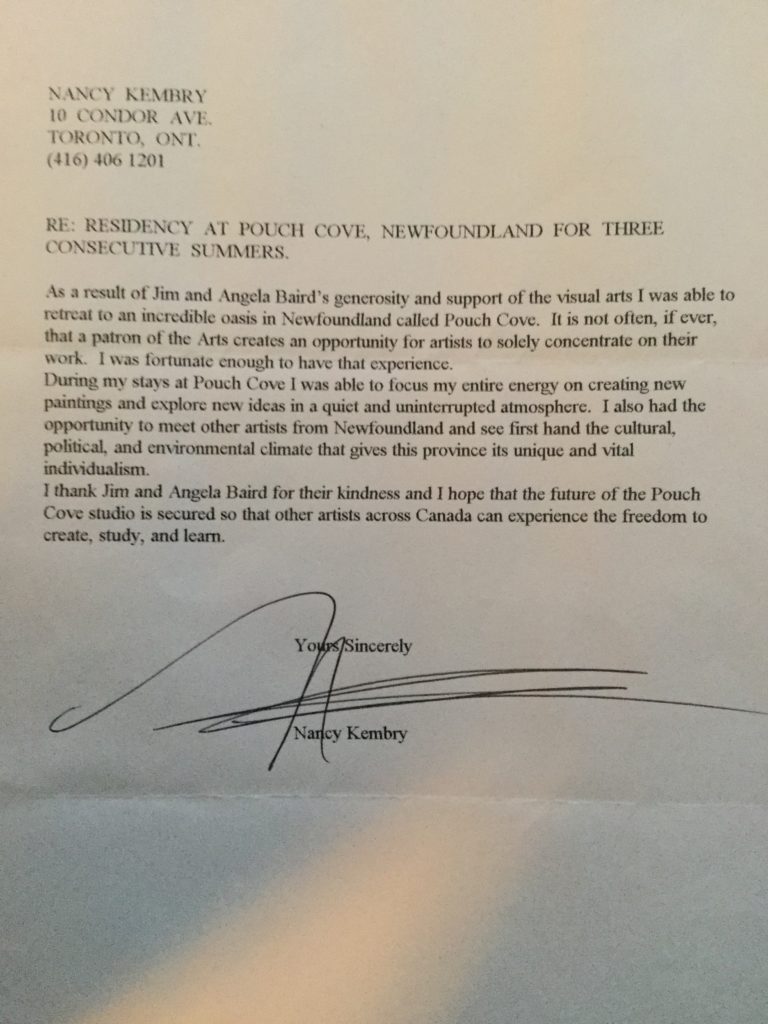 NANCY KEMBRY
10 CONDOR AVE.
TORONTO, ONT.
(416) 406 1201
RE: RESIDENCY AT POUCH COVE, NEWFOUNDLAND FOR THREE
CONSECUTIVE SUMMERS.
As a result of Jim and Angela Baird's generosity and support of the visual arts I was able to
retreat to an incredible oasis in Newfoundland called Pouch Cove. It is not often, if ever,
that a patron of the Arts creates an opportunity for artists to solely concentrate on their
work. I was fortunate enough to have that experience.
During my stays at Pouch Cove I was able to focus my entire energy on creating new
paintings and explore new ideas in a quiet and uninterrupted atmosphere. I also had the
opportunity to meet other artists from Newfoundland and see first hand the cultural,
political, and environmental climate that gives this province its unique and vital
individualism.
I thank Jim and Angela Baird for their kindness and I hope that the future of the Pouch
Cove studio is secured so that other artists across Canada can experience the freedom to
create, study, and learn.
Yours Sincerely
Nancy Kembry